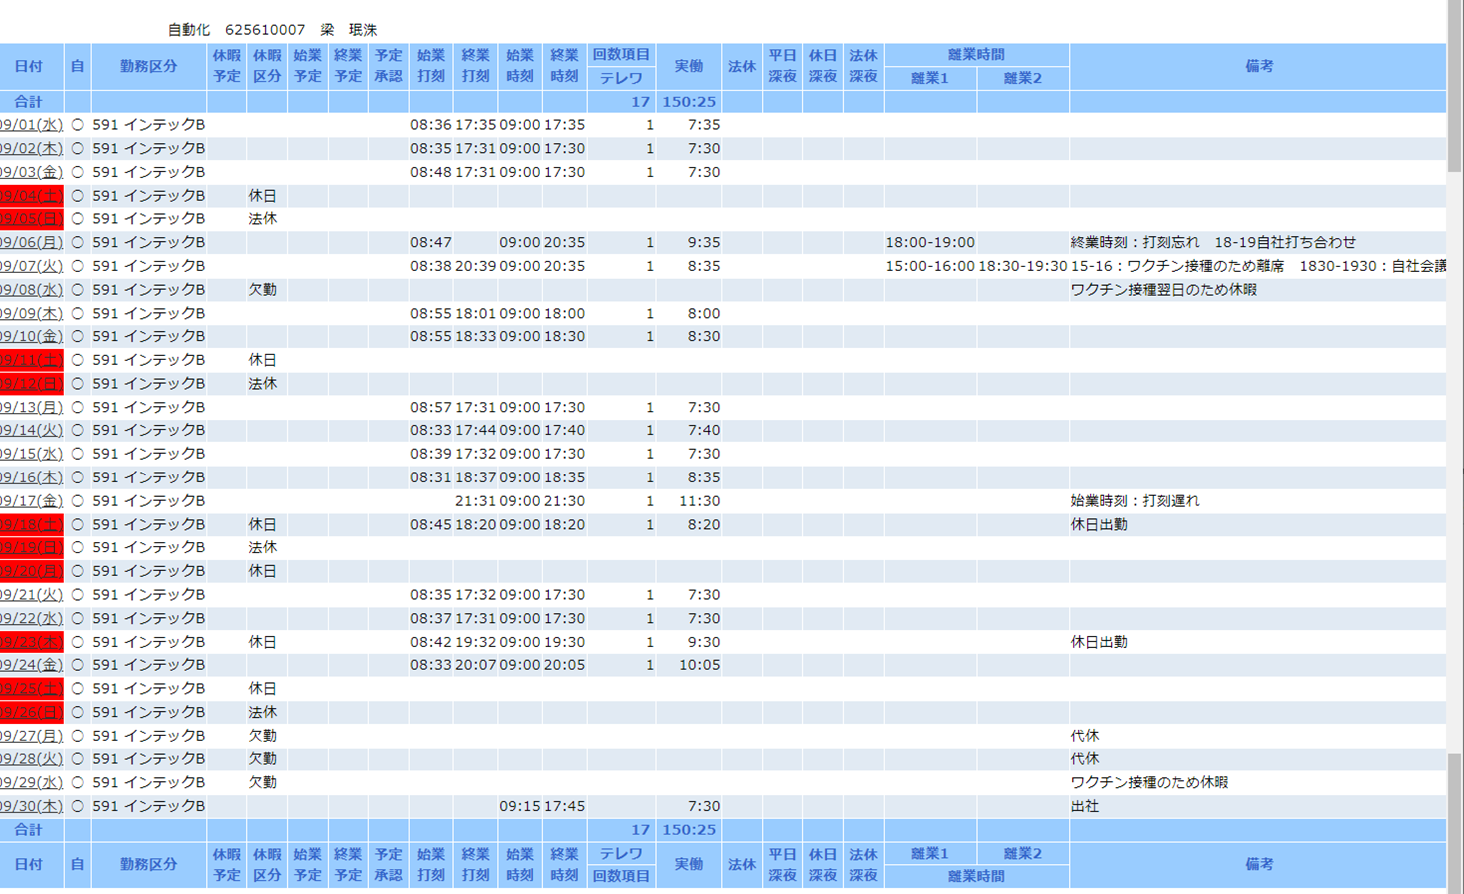 自動化　625610007　梁　珉洙
日付 自 勤務区分 休暇予定 休暇区分 始業予定 終業予定 予定承認 始業打刻 終業打刻 始業時刻 終業時刻 回数項目 テレワ 実働 法休 平日深夜 休日深夜 法休深夜 離業時間 離業1 離業2 備考
合計 17 150:25
09/01(水) ○ 591 インテックB 08:36 17:35 09:00 17:35 1 7:35
09/02(木) ○ 591 インテックB 08:35 17:31 09:00 17:30 1 7:30
09/03(金) ○ 591 インテックB 08:48 17:31 09:00 17:30 1 7:30
09/04(土) ○ 591 インテックB 休日
09/05(日) ○ 591 インテックB 法休
09/06(月) ○ 591 インテックB 08:47 09:00 20:35 1 9:35 18:00-19:00 終業時刻：打刻忘れ　18-19自社打ち合わせ
09/07(火) ○ 591 インテックB 08:38 20:39 09:00 20:35 1 8:35 15:00-16:00 18:30-19:30 15-16：ワクチン接種のため離席　1830-1930：自社会議
09/08(水) ○ 591 インテックB 欠勤 ワクチン接種翌日のため休暇
09/09(木) ○ 591 インテックB 08:55 18:01 09:00 18:00 1 8:00
09/10(金) ○ 591 インテックB 08:55 18:33 09:00 18:30 1 8:30
09/11(土) ○ 591 インテックB 休日
09/12(日) ○ 591 インテックB 法休
09/13(月) ○ 591 インテックB 08:57 17:31 09:00 17:30 1 7:30
09/14(火) ○ 591 インテックB 08:33 17:44 09:00 17:40 1 7:40
09/15(水) ○ 591 インテックB 08:39 17:32 09:00 17:30 1 7:30
09/16(木) ○ 591 インテックB 08:31 18:37 09:00 18:35 1 8:35
09/17(金) ○ 591 インテックB 21:31 09:00 21:30 1 11:30 始業時刻：打刻遅れ
09/18(土) ○ 591 インテックB 休日 08:45 18:20 09:00 18:20 1 8:20 休日出勤
09/19(日) ○ 591 インテックB 法休
09/20(月) ○ 591 インテックB 休日
09/21(火) ○ 591 インテックB 08:35 17:32 09:00 17:30 1 7:30
09/22(水) ○ 591 インテックB 08:37 17:31 09:00 17:30 1 7:30
09/23(木) ○ 591 インテックB 休日 08:42 19:32 09:00 19:30 1 9:30 休日出勤
09/24(金) ○ 591 インテックB 08:33 20:07 09:00 20:05 1 10:05
09/25(土) ○ 591 インテックB 休日
09/26(日) ○ 591 インテックB 法休
09/27(月) ○ 591 インテックB 欠勤 代休
09/28(火) ○ 591 インテックB 欠勤 代休
09/29(水) ○ 591 インテックB 欠勤 ワクチン接種のため休暇
09/30(木) ○ 591 インテックB 09:15 17:45 7:30 出社
合計 17 150:25
日付 自 勤務区分 休暇予定 休暇区分 始業予定 終業予定 予定承認 始業打刻 終業打刻 始業時刻 終業時刻 テレワ 回数項目 実働 法休 平日深夜 休日深夜 法休深夜 離業1 離業2 離業時間 備考